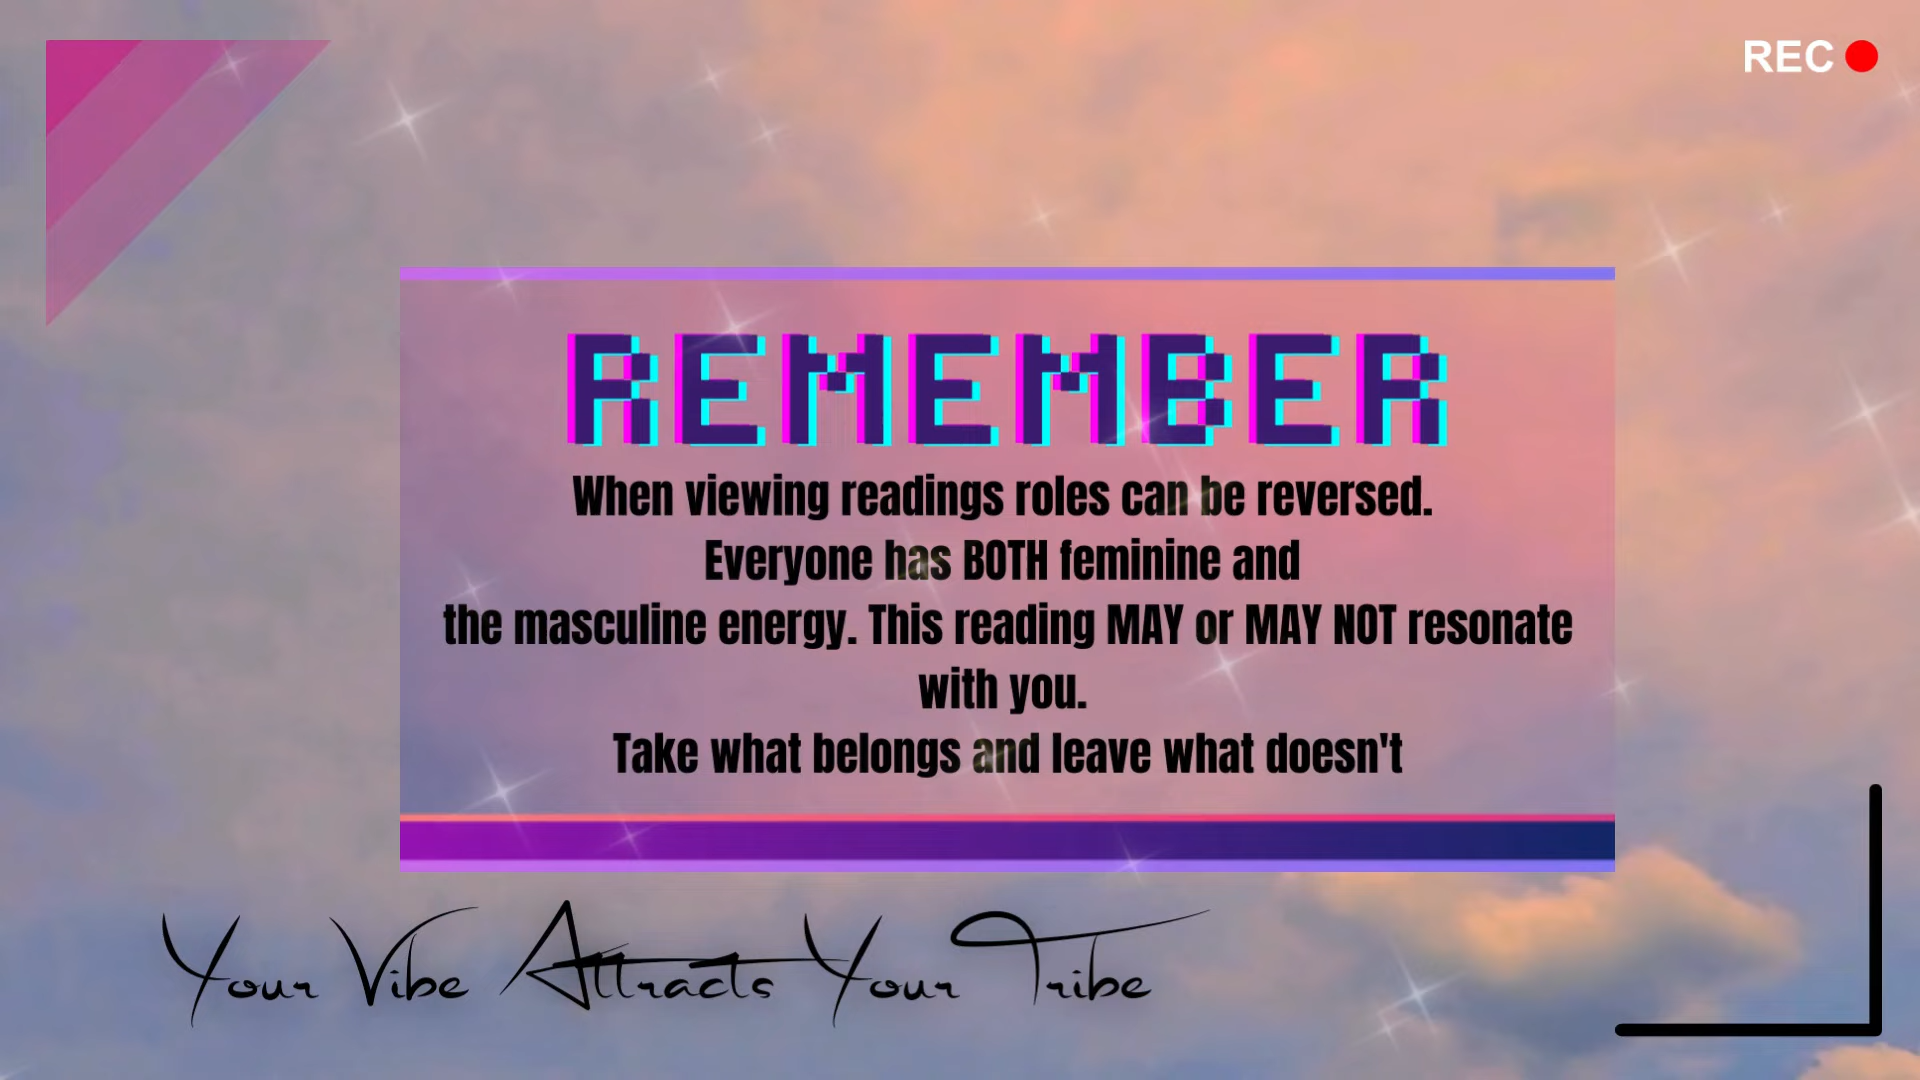 REC
REMEMBER
When viewing readings roles can be reversed.
Everyone has BOTH feminine and
the masculine energy. This reading MAY or MAY NOT resonate
with you.
Take what belongs and leave what doesn't
Your Vibe Attracts Your Tribe